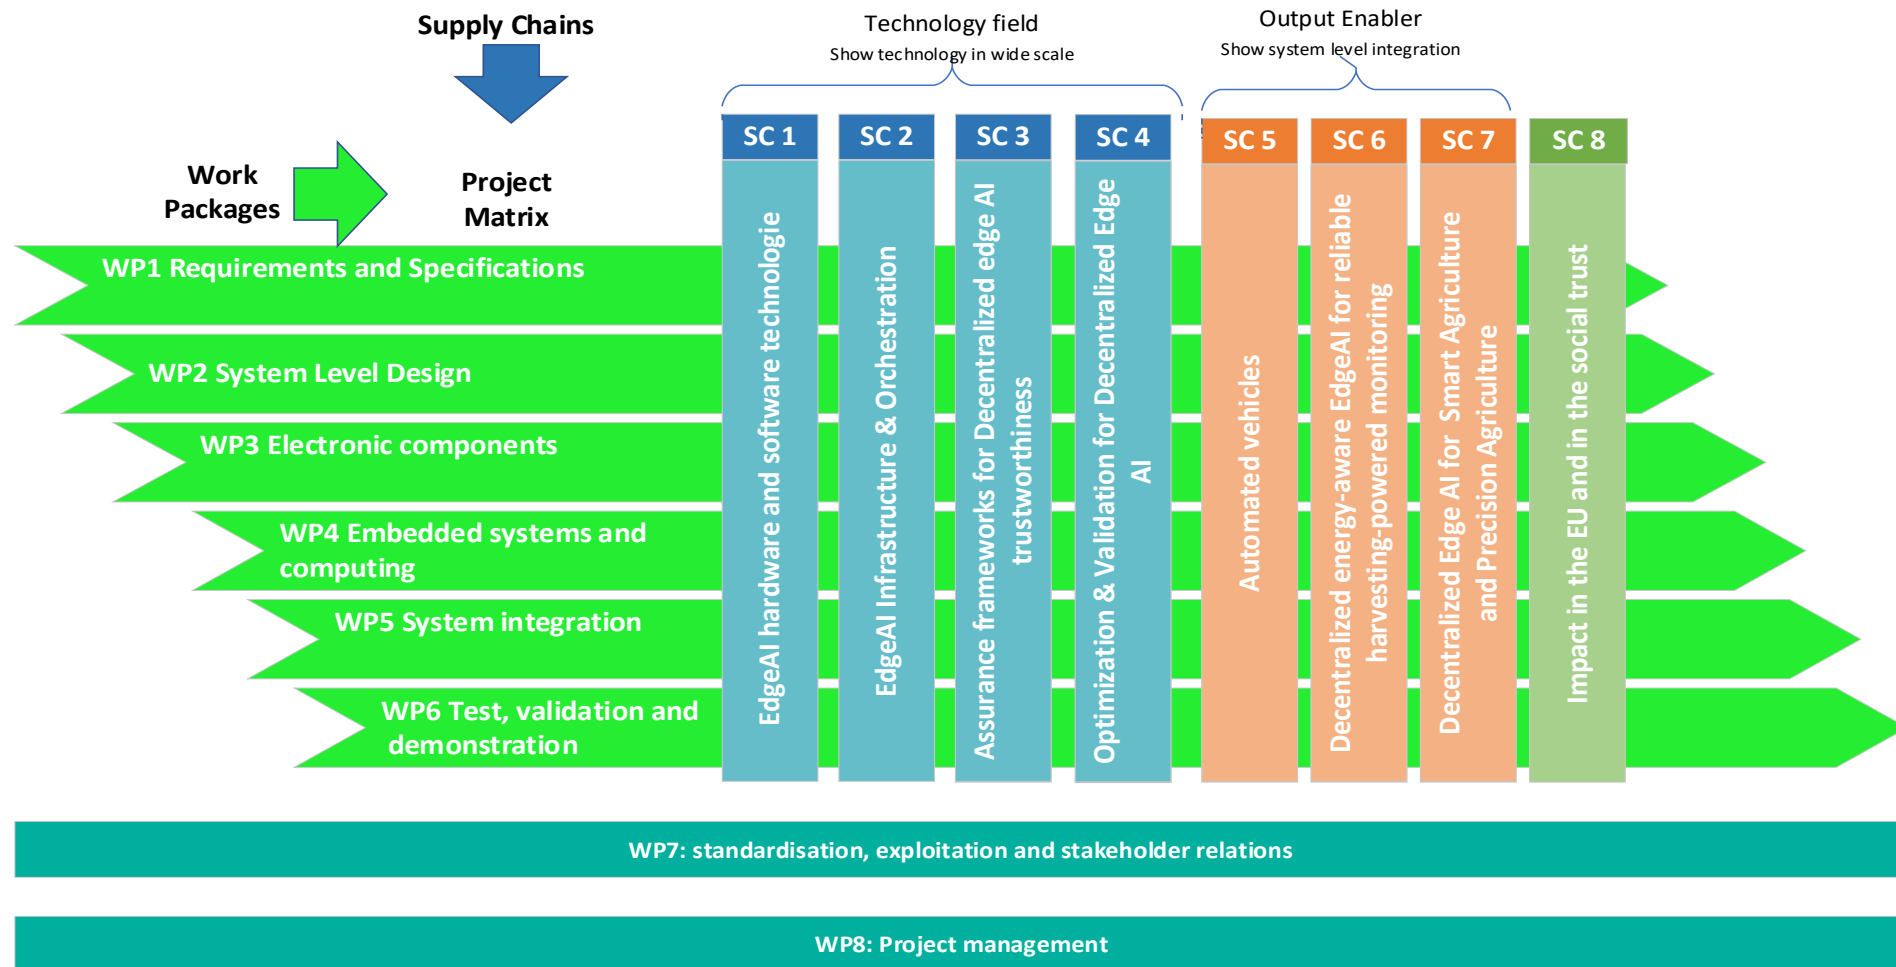 Supply Chains
Technology field
Show technology in wide scale
Output Enabler
Show system level integration
Work
Packages
Project
Matrix
SC 1
SC 2
SC 3
SC 4
SC 5
SC 6
SC 7
SC 8
WP1 Requirements and Specifications
WP2 System Level Design
WP3 Electronic components
WP4 Embedded systems and
computing
WP5 System integration
WP6 Test, validation and
demonstration
EdgeAI hardware and software technologie
EdgeAI Infrastructure & Orchestration
Assurance frameworks for Decentralized edge AI
trustworthiness
Optimization & Validation for Decentralized Edge
AI
Automated vehicles
Decentralized energy-aware EdgeAI for reliable
harvesting-powered monitoring
Decentralized Edge AI for Smart Agriculture
and Precision Agriculture
Impact in the EU and in the social trust
WP7: standardisation, exploitation and stakeholder relations
WP8: Project management